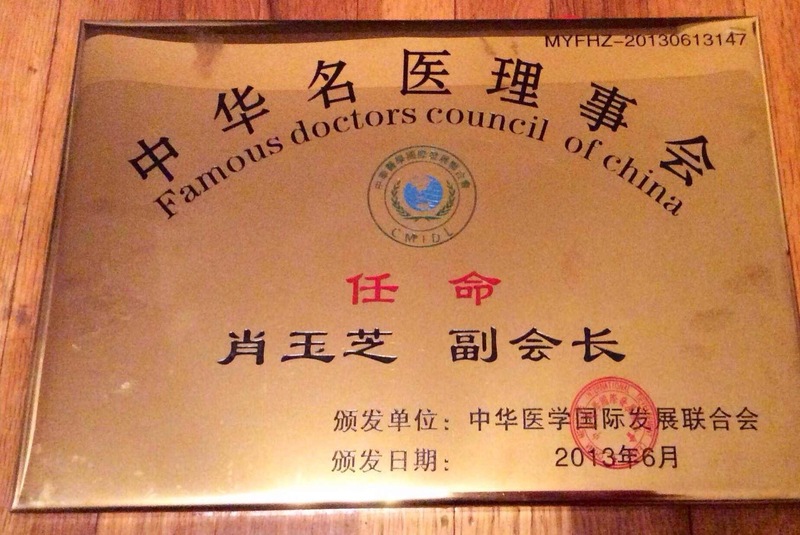 MYFHZ-20130613147
中华名医理事会
Famous doctors council of china
CMIDL
任命
肖玉芝 副会长
颁发单位：中华医学国际发展联合会
颁发日期： 2013年6月